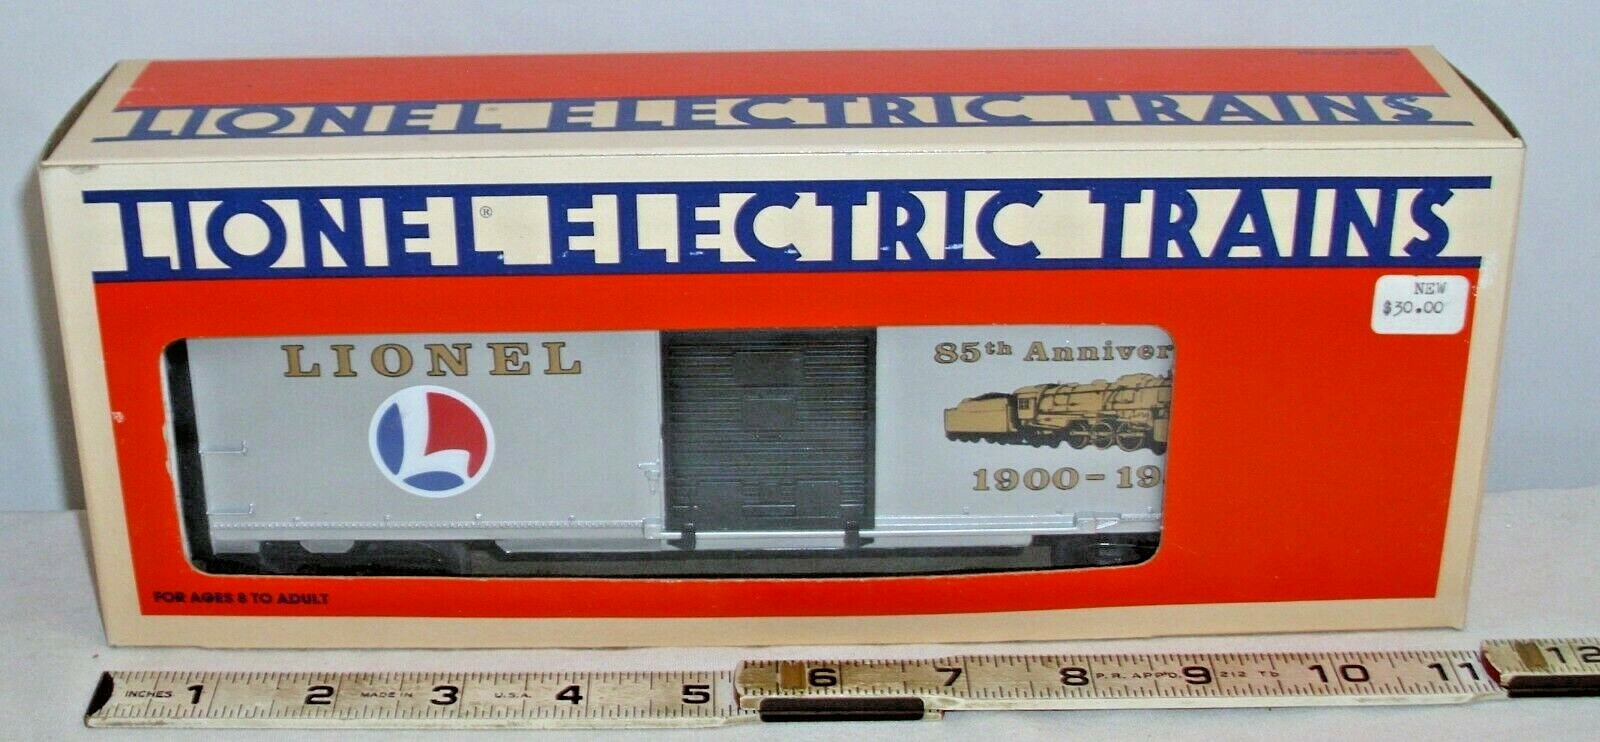 LIONEL® ELECTRIC TRAINS
LIONEL® ELECTRIC TRAINS
NEW
$30.00
LIONEL
L
85th Anniver
1900-19
FOR AGES 8 TO ADULT
INCHES 1 2 MADE IN 3 U.S.A. 4 5 6 7 8 9 10 11 12